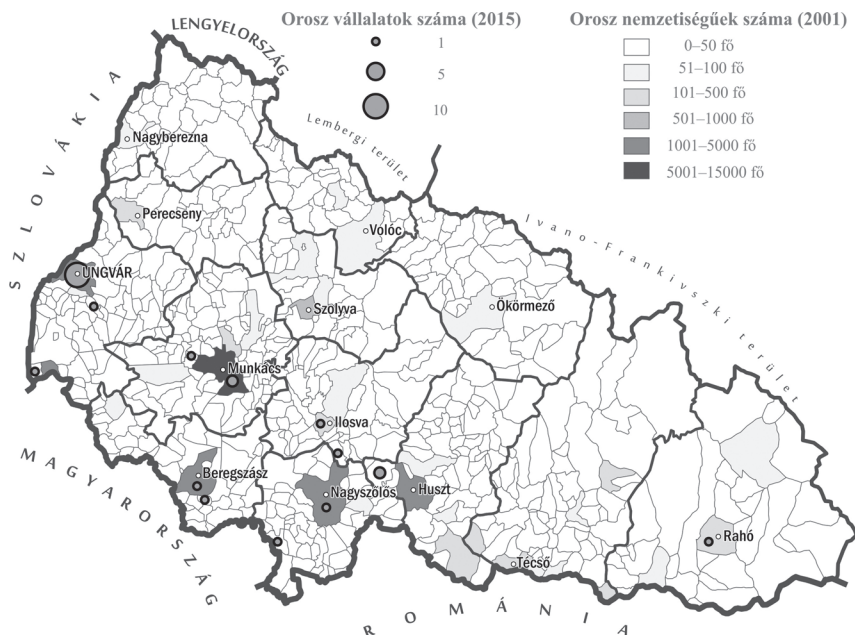 Orosz vállalatok száma (2015)
1
5
10
Orosz nemzetiségűek száma (2001)
0–50 fő
51–100 fő
101–500 fő
501–1000 fő
1001–5000 fő
5001–15000 fő
LENGYELORSZÁG
SZLOVÁKIA
Lembergi terület
Ivano-Frankivszki terület
MAGYARORSZÁG
ROMÁNIA
Nagyberezna
Perecseny
Volóc
UNGVÁR
Szolyva
Ökörmező
Munkács
Ilosva
Beregszász
Nagyszőlős
Huszt
Rahó
Técső